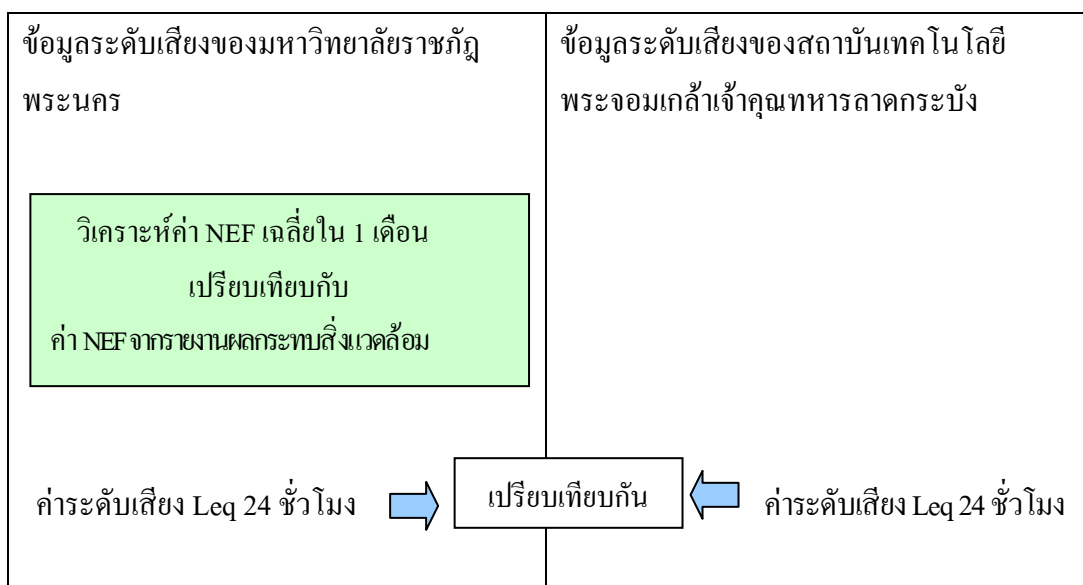 ข้อมูลระดับเสียงของมหาวิทยาลัยราชภัฎ
พระนคร
วิเคราะห์ค่า NEF เฉลี่ยใน 1 เดือน
เปรียบเทียบกับ
ค่า NEF จากรายงานผลกระทบสิ่งแวดล้อม
ค่าระดับเสียง Leq 24 ชั่วโมง
เปรียบเทียบกัน
ข้อมูลระดับเสียงของสถาบันเทคโนโลยี
พระจอมเกล้าเจ้าคุณทหารลาดกระบัง
ค่าระดับเสียง Leq 24 ชั่วโมง